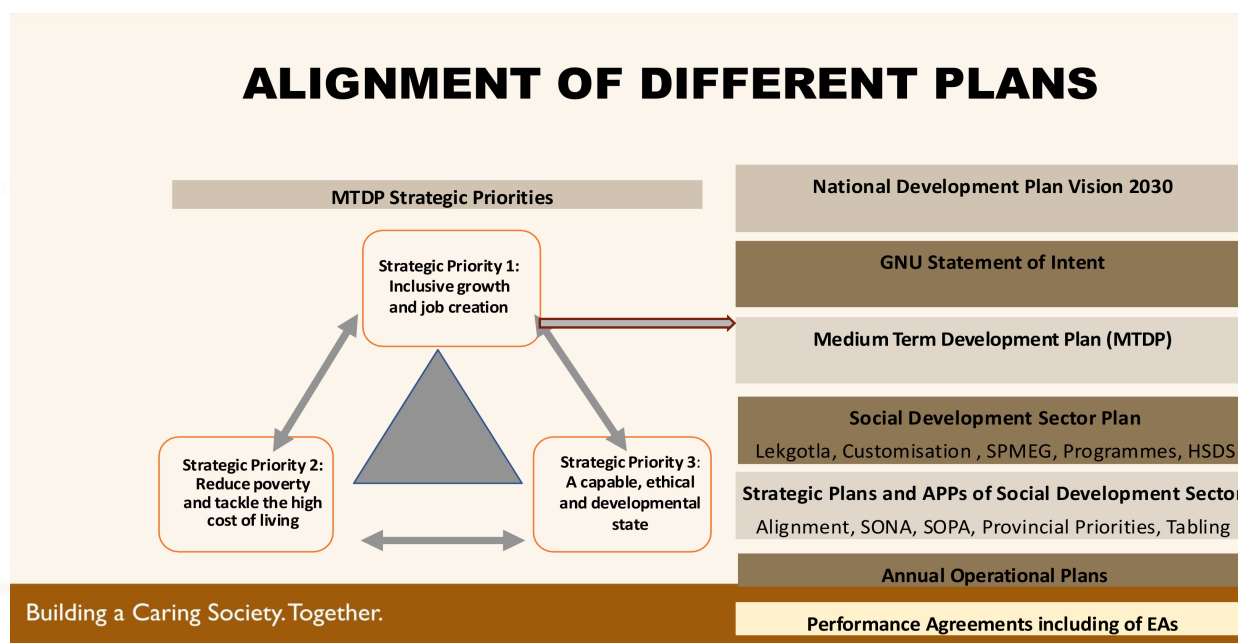 ALIGNMENT OF DIFFERENT PLANS
MTDP Strategic Priorities
Strategic Priority 1:
Inclusive growth
and job creation
Strategic Priority 2:
Reduce poverty
and tackle the high
cost of living
Strategic Priority 3:
A capable, ethical
and developmental
state
National Development Plan Vision 2030
GNU Statement of Intent
Medium Term Development Plan (MTDP)
Social Development Sector Plan
Lekgotla, Customisation , SPMEG, Programmes, HSDS
Strategic Plans and APPs of Social Development Sector
Alignment, SONA, SOPA, Provincial Priorities, Tabling
Annual Operational Plans
Performance Agreements including of EAs
Building a Caring Society. Together.